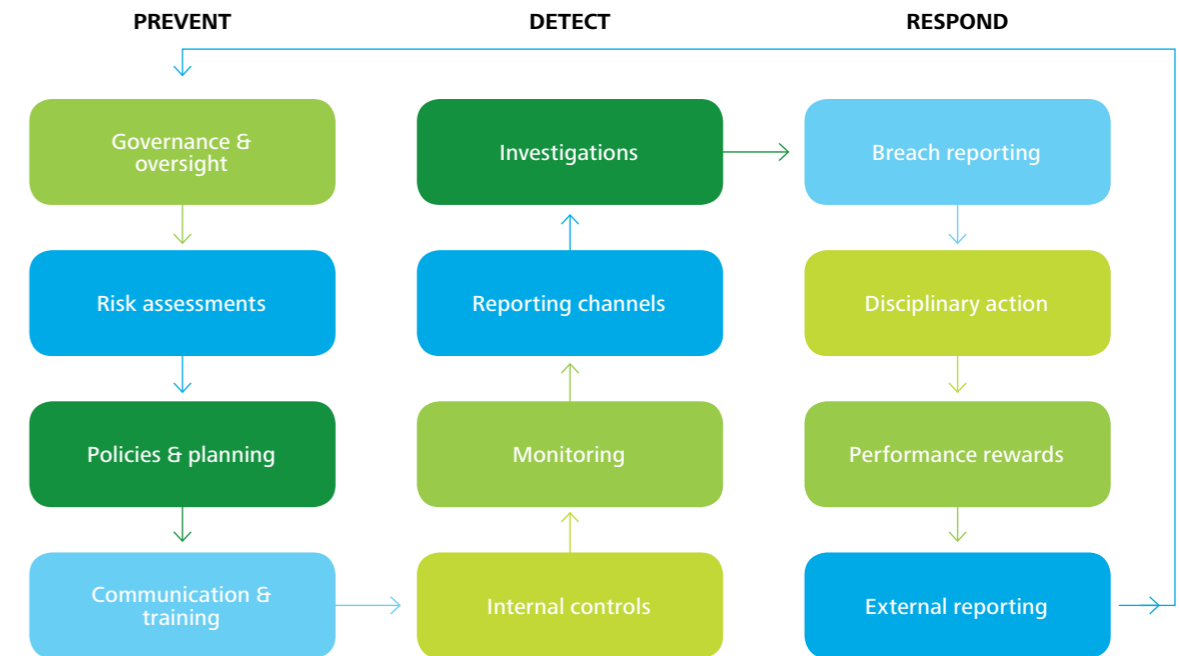 PREVENT
DETECT
RESPOND
Governance &
oversight
Risk assessments
Policies & planning
Communication &
training
Investigations
Reporting channels
Monitoring
Internal controls
Breach reporting
Disciplinary action
Performance rewards
External reporting